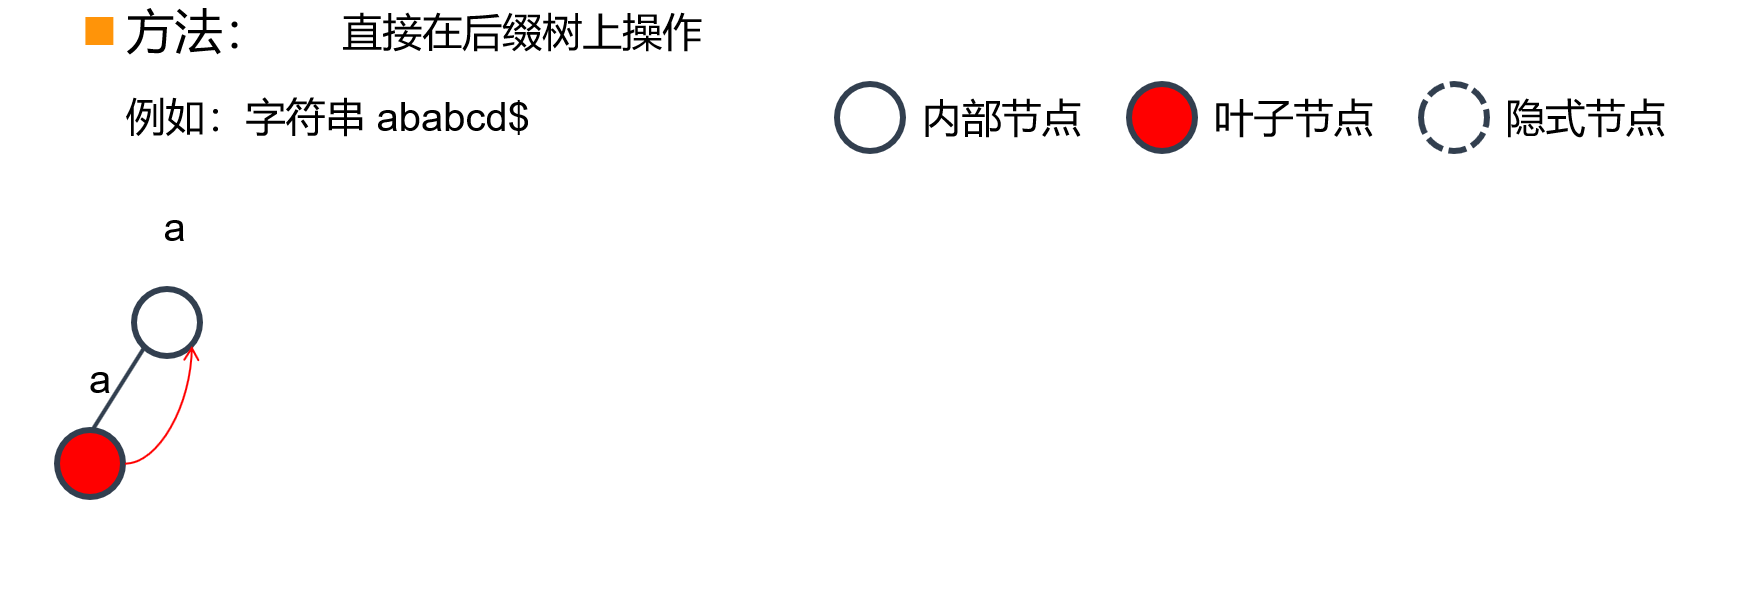 方法： 直接在后缀树上操作
例如：字符串 ababcd$
内部节点 叶子节点 隐式节点
a
a